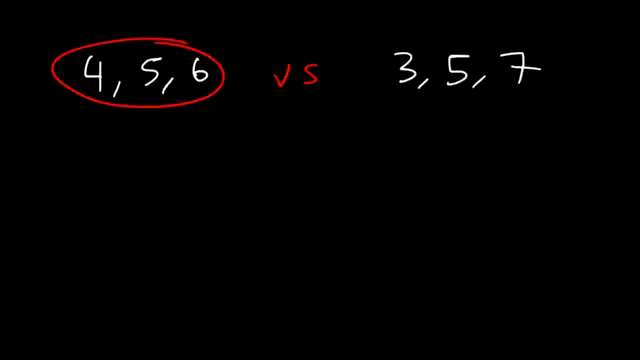 4, 5, 6 vs 3, 5, 7